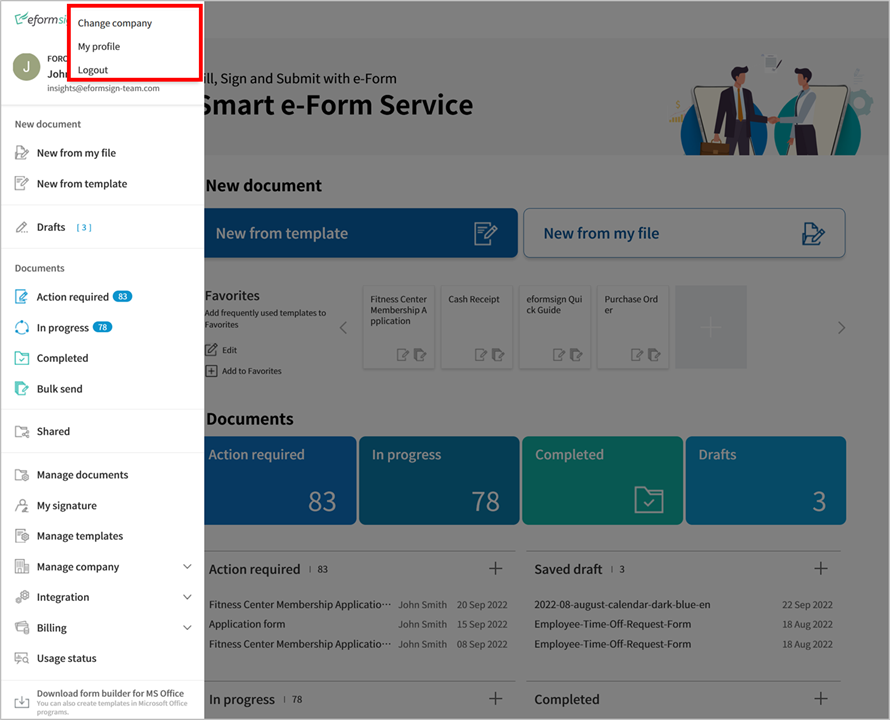 eformsi
Change company
My profile
Logout
FORC
Joh
insights@eformsign-team.com
New document
New from my file
New from template
Drafts [ 3 ]
Documents
Action required 83
In progress 78
Completed
Bulk send
Shared
Manage documents
My signature
Manage templates
Manage company
Integration
Billing
Usage status
Download form builder for MS Office
You can also create templates in Microsoft Office
programs.
J
ill, Sign and Submit with e-Form
Smart e-Form Service
New document
New from template
New from my file
Favorites
Add frequently used templates to
Favorites
Edit
Add to Favorites
Fitness Center
Membership A
pplication
Cash Receipt
eformsign Qui
ck Guide
Purchase Ord
er
Documents
Action required
83
In progress
78
Completed
Drafts
3
Action required | 83
Fitness Center Membership Applicatio··· John Smith 20 Sep 2022
Application form John Smith 15 Sep 2022
Fitness Center Membership Applicatio··· John Smith 08 Sep 2022
Saved draft | 3
2022-08-august-calendar-dark-blue-en 22 Sep 2022
Employee-Time-Off-Request-Form 18 Aug 2022
Employee-Time-Off-Request-Form 18 Aug 2022
In progress | 78
Completed